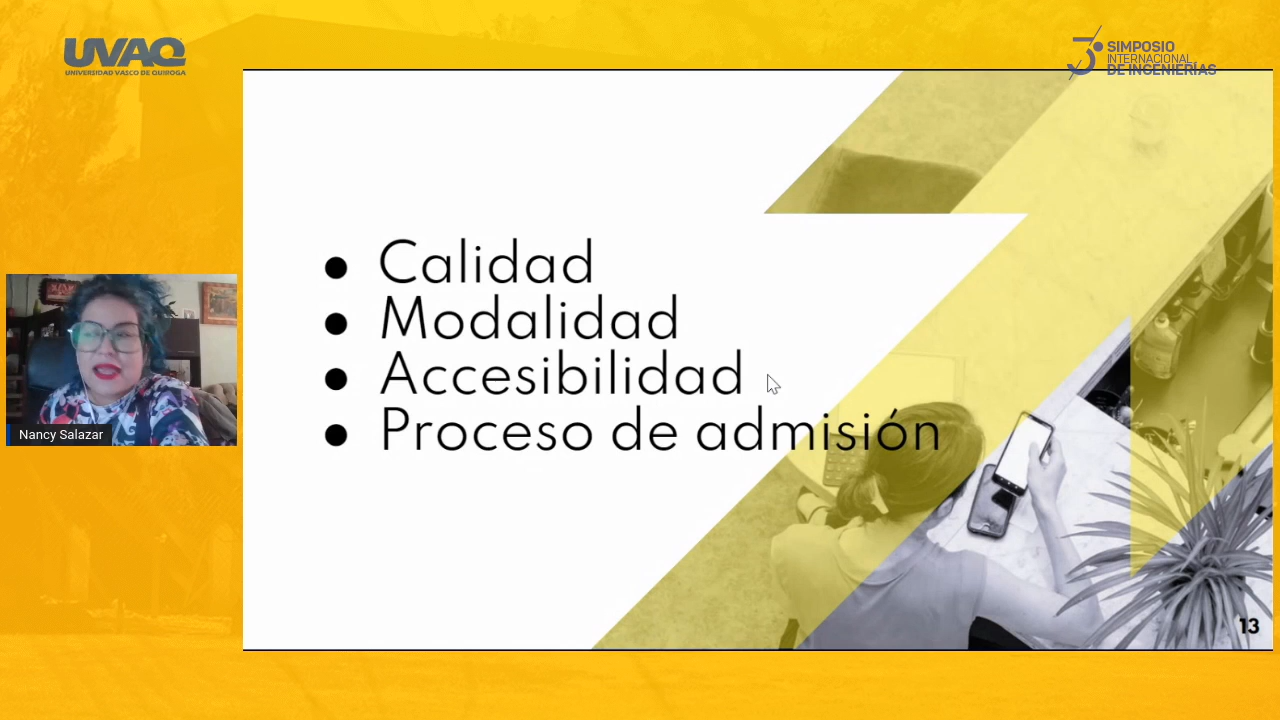 UVAQ
UNIVERSIDAD VASCO DE QUIROGA
3
SIMPOSIO
INTERNACIONAL
DE INGENIERÍAS
● Calidad
● Modalidad
● Accesibilidad
● Proceso de admisión
Nancy Salazar
13